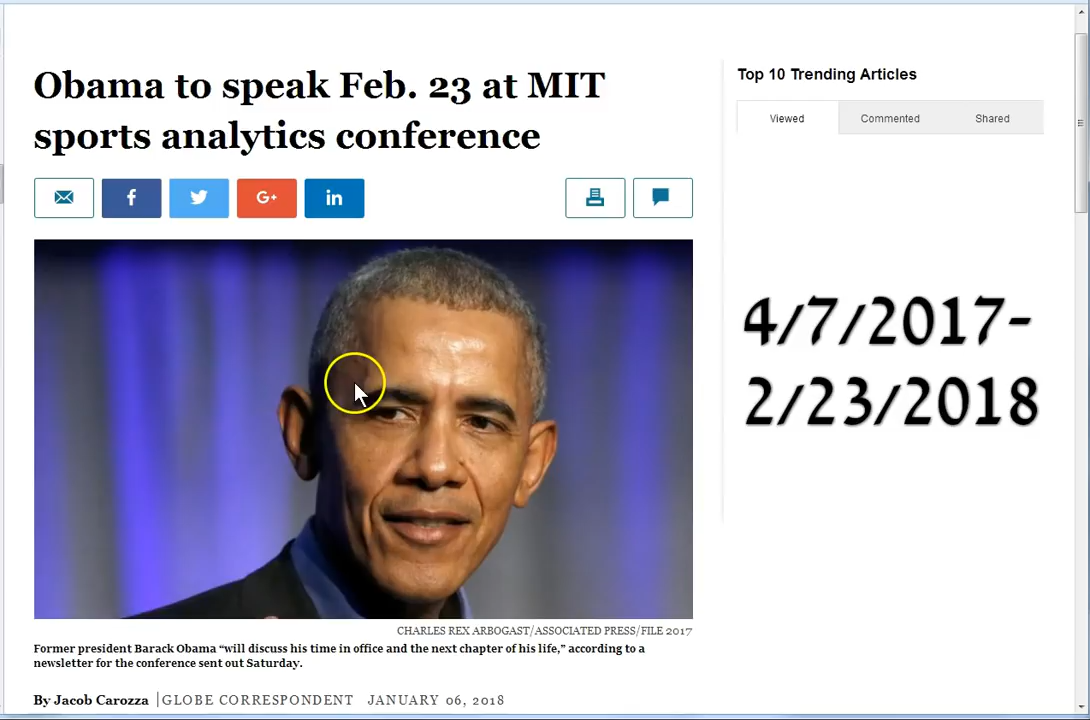 Obama to speak Feb. 23 at MIT
sports analytics conference
f
G+
in
CHARLES REX ARBOGAST/ASSOCIATED PRESS/FILE 2017
Former president Barack Obama “will discuss his time in office and the next chapter of his life,” according to a
newsletter for the conference sent out Saturday.
By Jacob Carozza | GLOBE CORRESPONDENT JANUARY 06, 2018
Top 10 Trending Articles
Viewed Commented Shared
4/7/2017-
2/23/2018